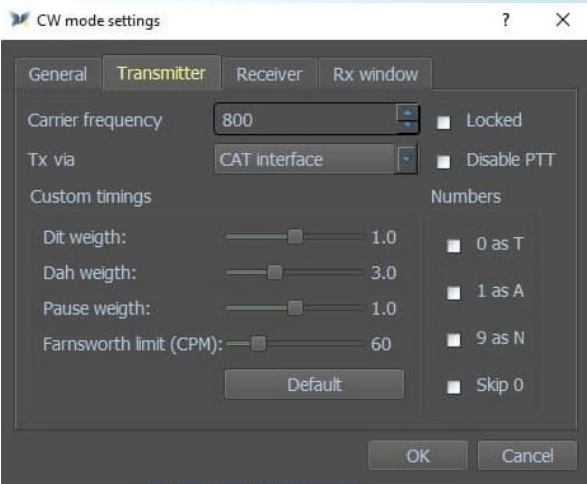 CW mode settings ? ×
General Transmitter Receiver Rx window
Carrier frequency 800 Locked
Tx via CAT interface Disable PTT
Custom timings Numbers
Dit weigth: 1.0 0 as T
Dah weigth: 3.0 1 as A
Pause weigth: 1.0 9 as N
Farnsworth limit (CPM): 60 Skip 0
Default
OK Cancel